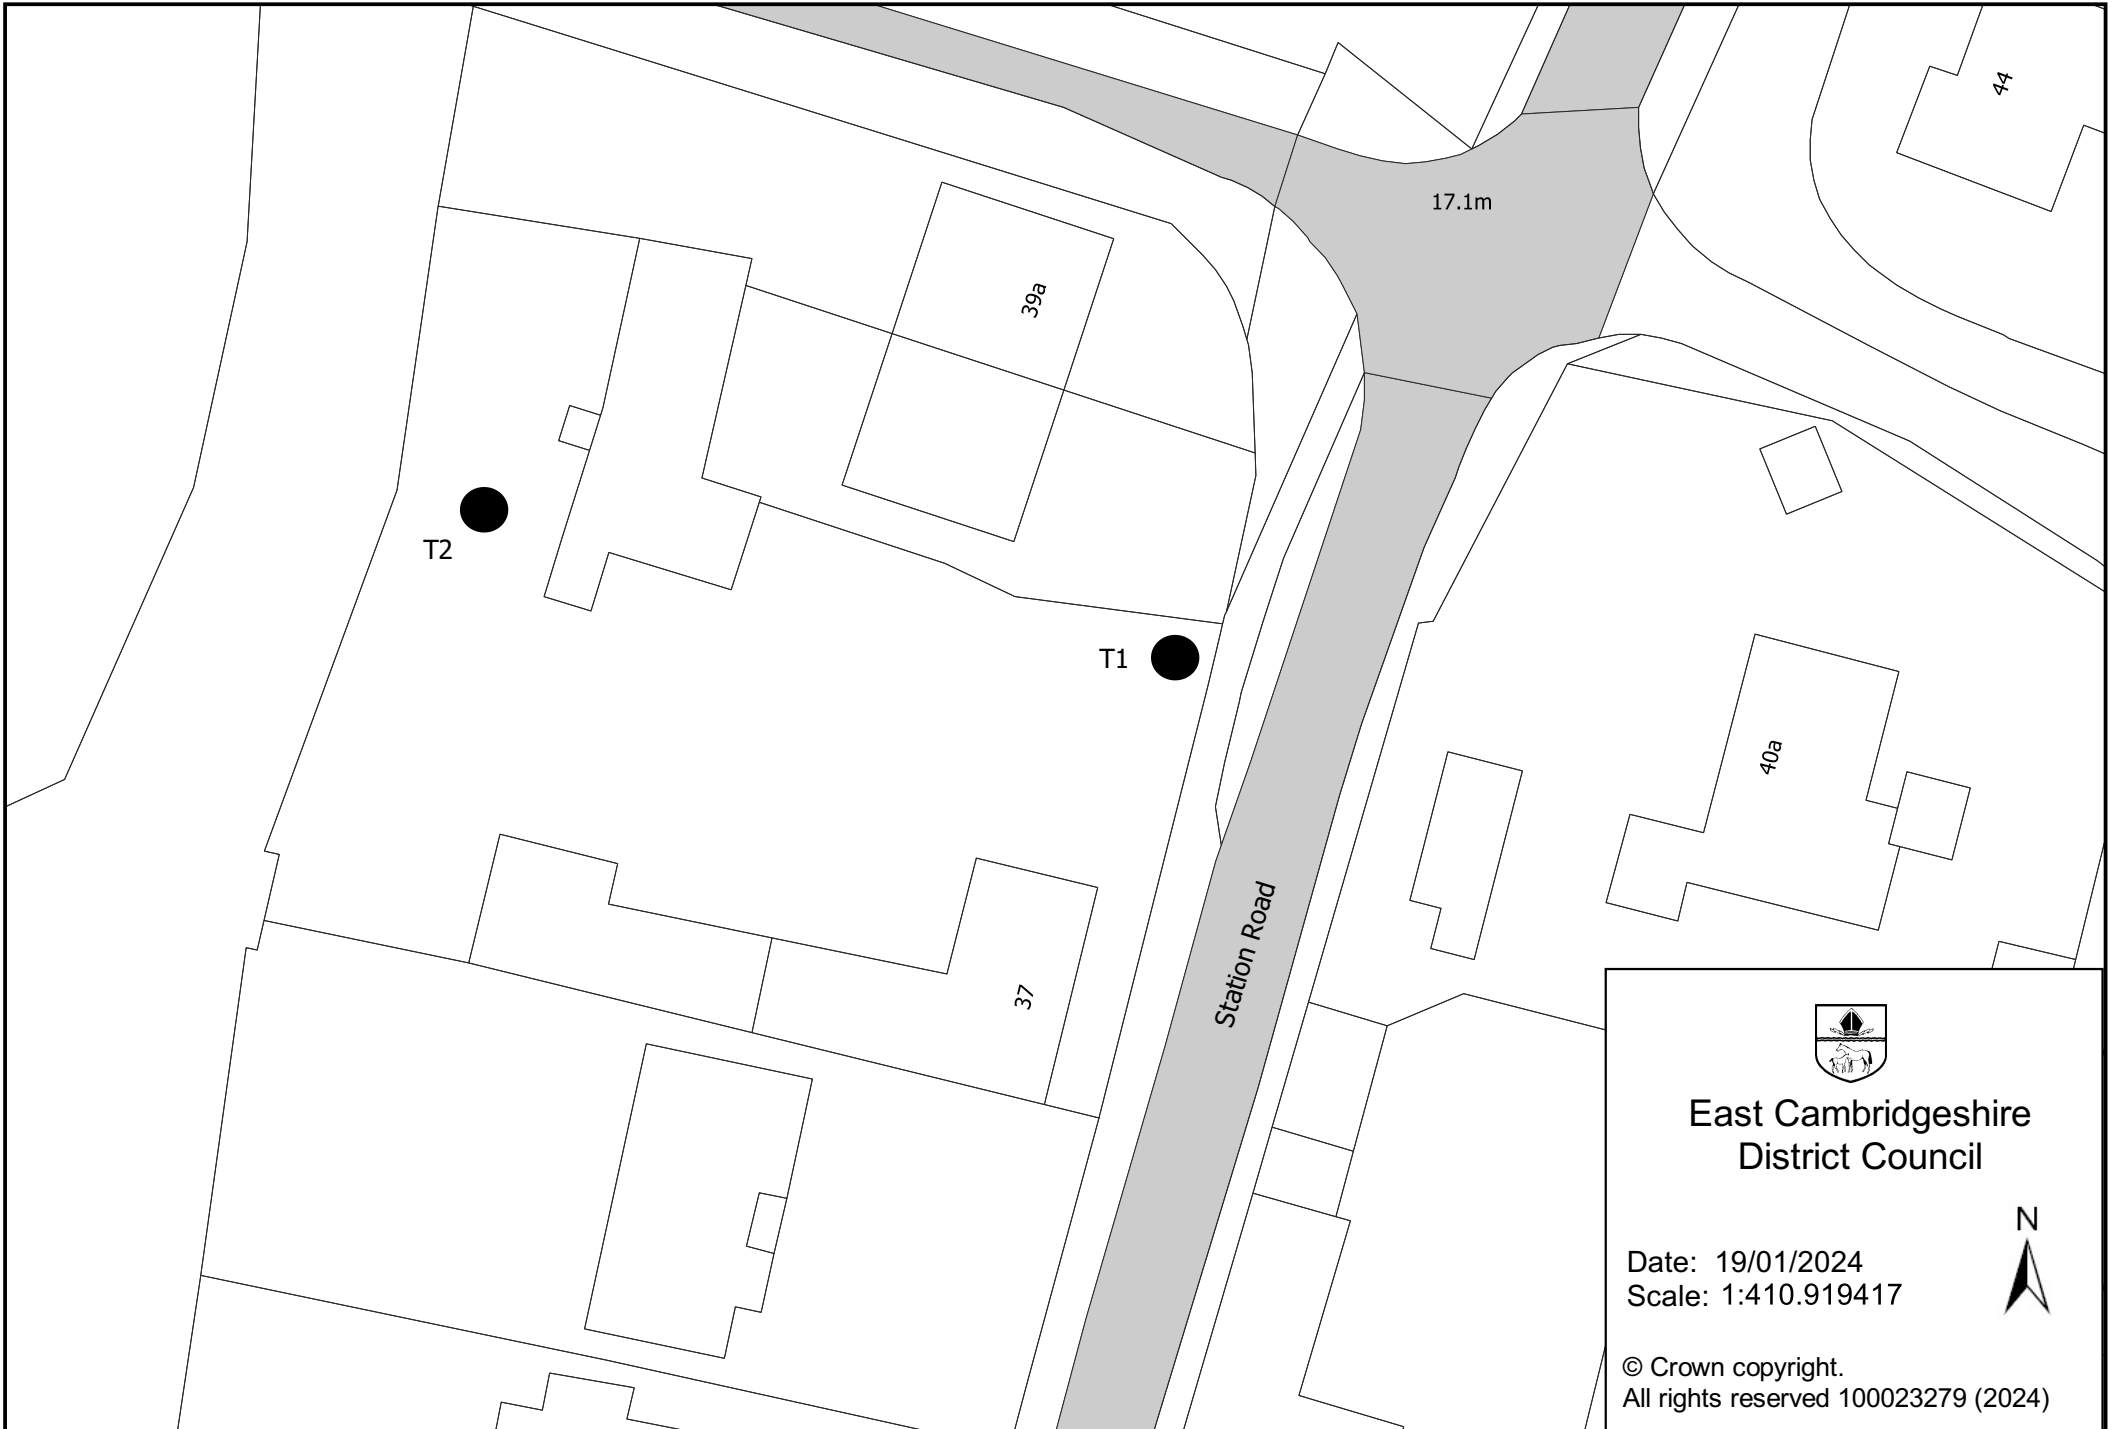 44
17.1m
39a
T2
T1
40a
Station Road
37
East Cambridgeshire
District Council
N
Date: 19/01/2024
Scale: 1:410.919417
© Crown copyright.
All rights reserved 100023279 (2024)